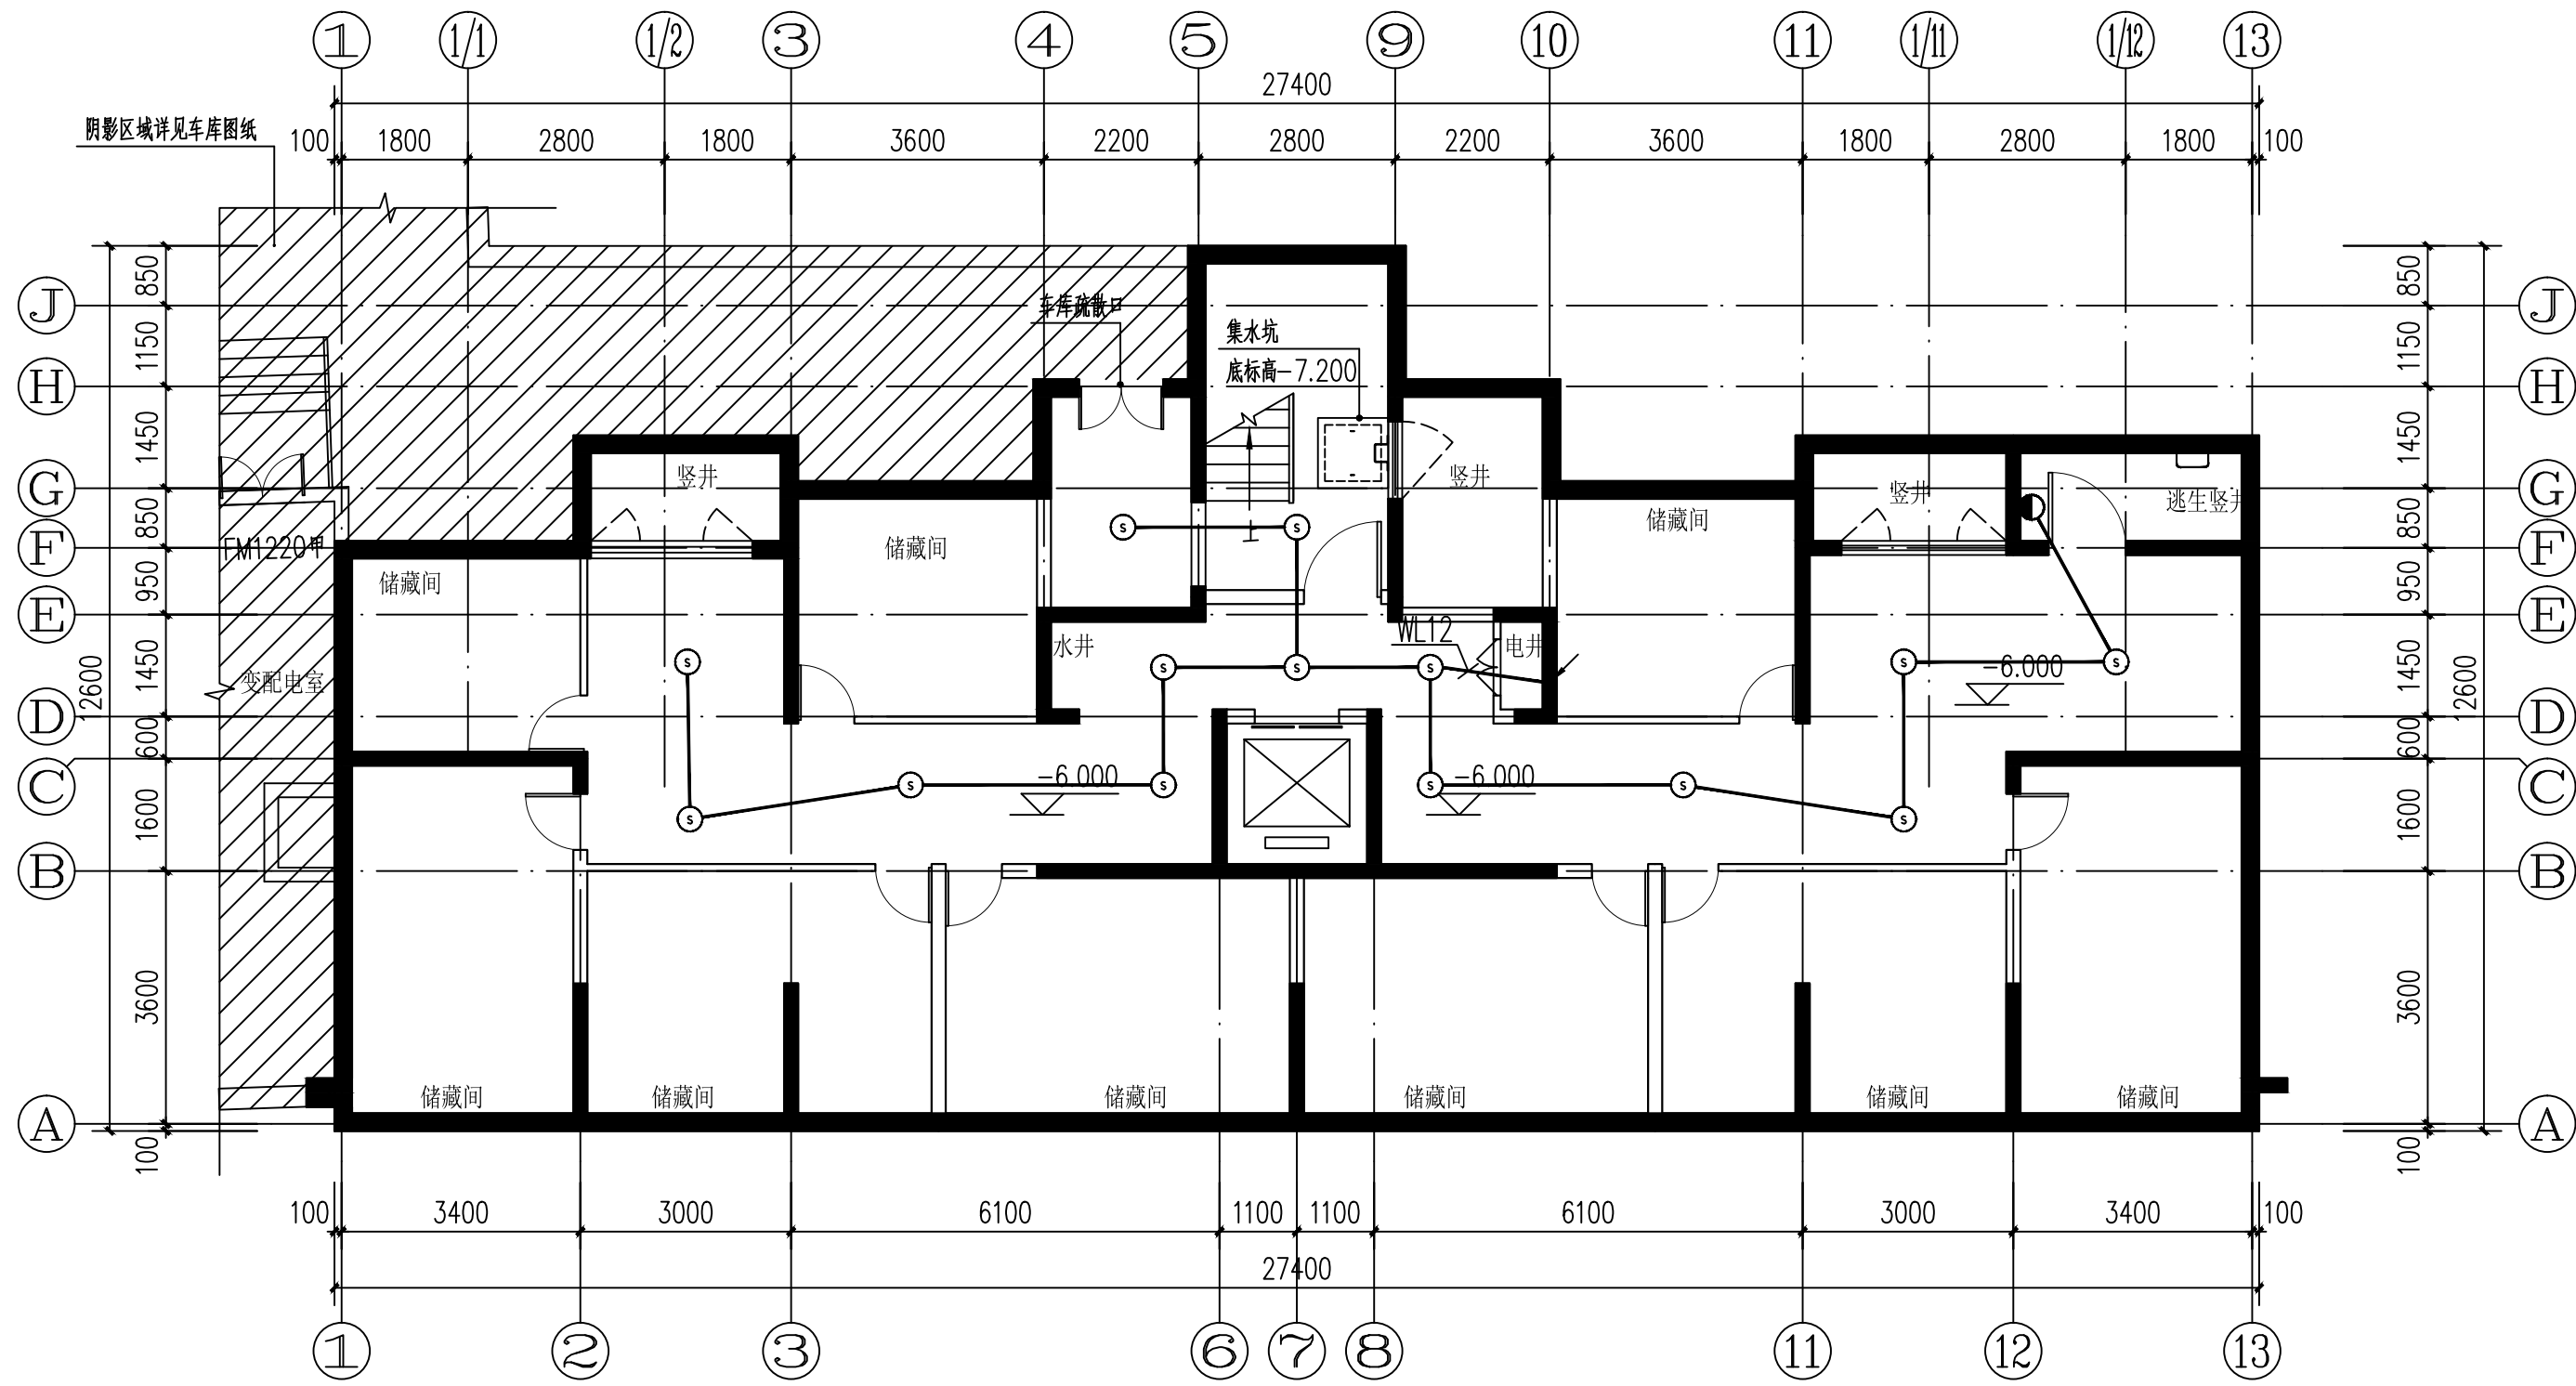 1 1/1 1/2 3 4 5 9 10 11 1/11 1/12 13
27400
阴影区域详见车库图纸
100 1800 2800 1800 3600 2200 2800 2200 3600 1800 2800 1800 100
850 850
J J
车库疏散口
集水坑
1150 1150
底标高-7.200
H H
1450 1450
竖井 竖井 竖井 逃生竖井
G G
储藏间
850 850
S S
FM1220甲 储藏间
F F
储藏间
950 950
E E
WL12
水井 电井
1450 1450
S S S S S S
-6.000
变配电室
12600 12600
D D
600 600
-6.000 -6.000
S S S S
C C
S S
1600 1600
B B
3600 3600
储藏间 储藏间 储藏间 储藏间 储藏间 储藏间
A A
100 100
100 3400 3000 6100 1100 1100 6100 3000 3400 100
27400
1 2 3 6 7 8 11 12 13